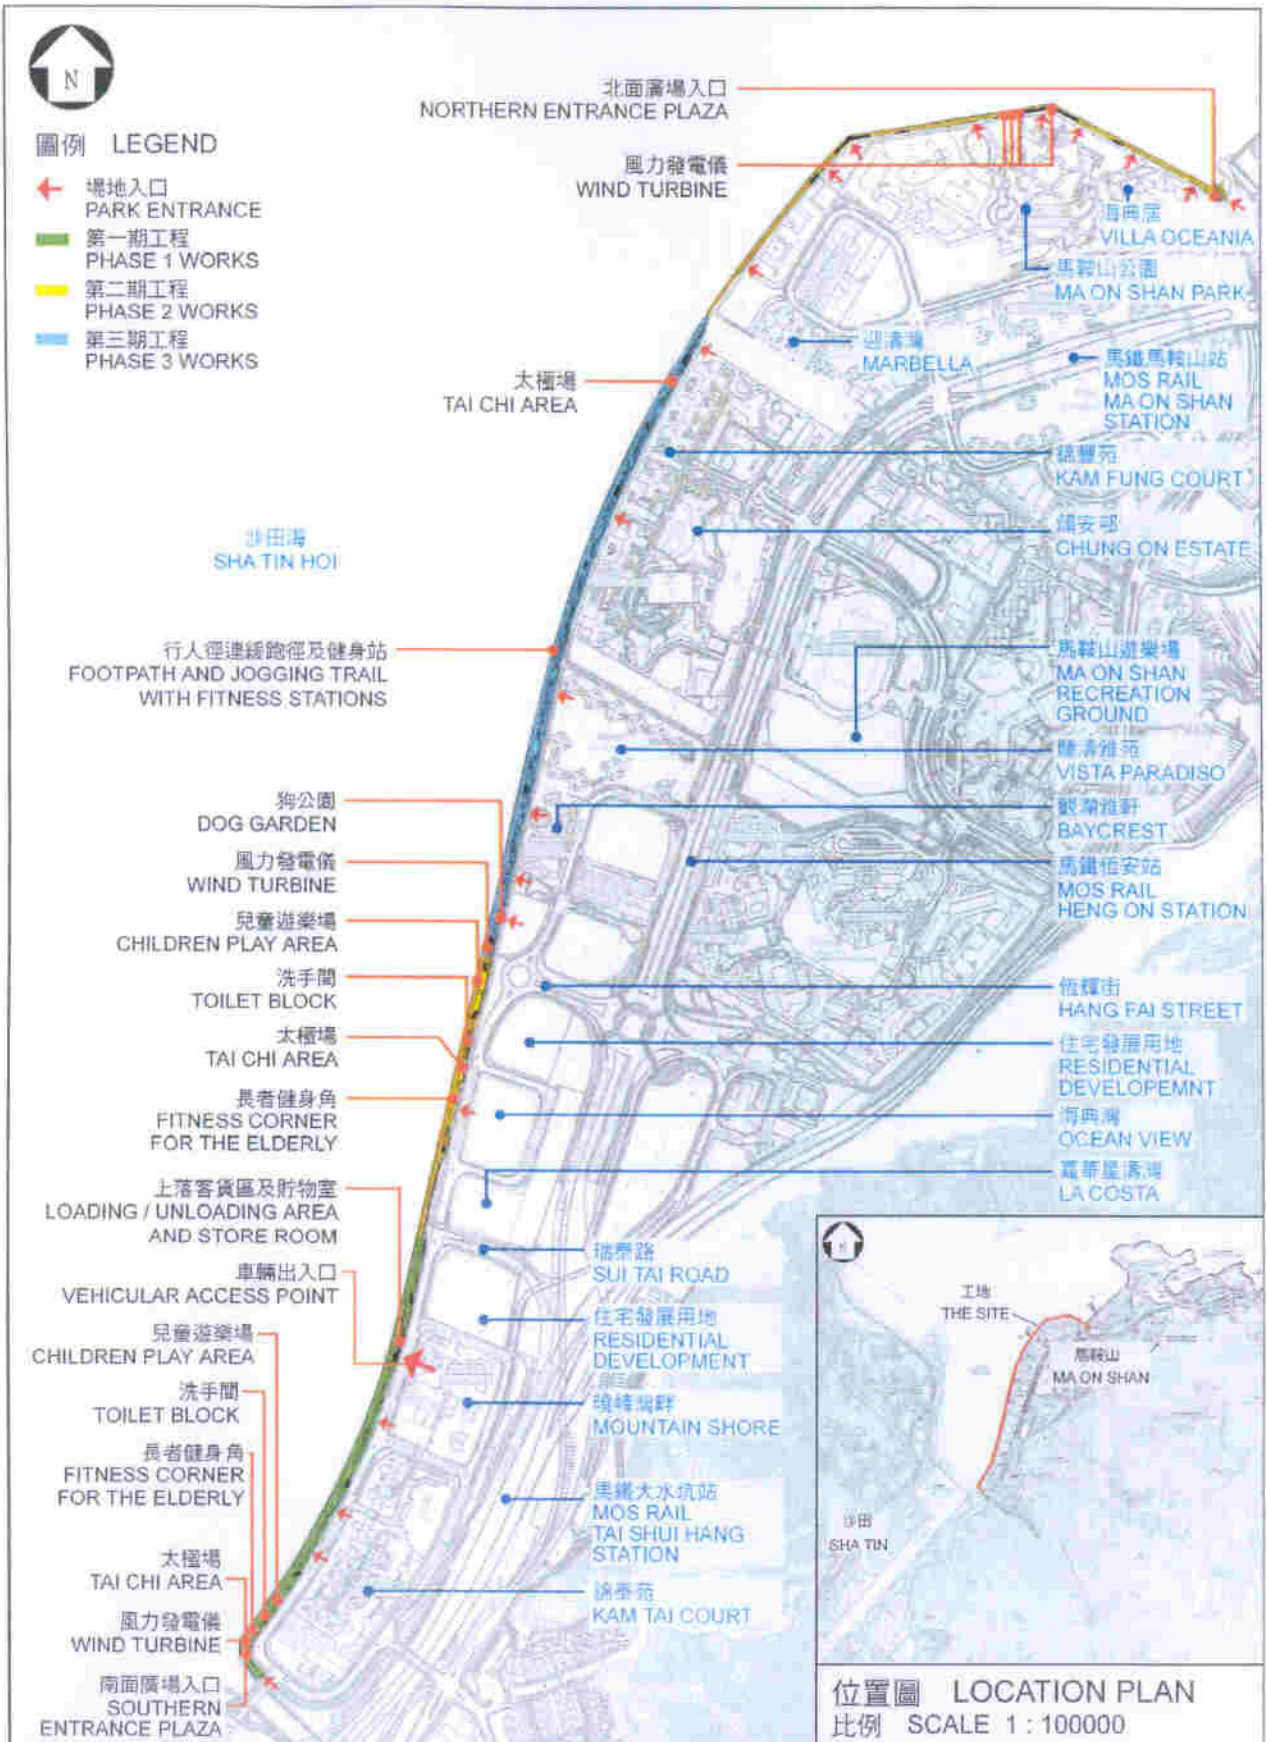 N
圖例 LEGEND
場地入口
PARK ENTRANCE
第一期工程
PHASE 1 WORKS
第二期工程
PHASE 2 WORKS
第三期工程
PHASE 3 WORKS
北面廣場入口
NORTHERN ENTRANCE PLAZA
風力發電儀
WIND TURBINE
海典居
VILLA OCEANIA
馬鞍山公園
MA ON SHAN PARK
迎濤灣
MARBELLA
馬鐵馬鞍山站
MOS RAIL
MA ON SHAN
STATION
太極場
TAI CHI AREA
錦豐苑
KAM FUNG COURT
頌安邨
CHUNG ON ESTATE
沙田海
SHA TIN HOI
行人徑連緩跑徑及健身站
FOOTPATH AND JOGGING TRAIL
WITH FITNESS STATIONS
馬鞍山遊樂場
MA ON SHAN
RECREATION
GROUND
聽濤雅苑
VISTA PARADISO
狗公園
DOG GARDEN
觀瀾雅軒
BAYCREST
風力發電儀
WIND TURBINE
馬鐵恆安站
MOS RAIL
HENG ON STATION
兒童遊樂場
CHILDREN PLAY AREA
洗手間
TOILET BLOCK
恆輝街
HANG FAI STREET
太極場
TAI CHI AREA
住宅發展用地
RESIDENTIAL
DEVELOPEMNT
長者健身角
FITNESS CORNER
FOR THE ELDERLY
海典灣
OCEAN VIEW
嘉華星濤灣
LA COSTA
上落客貨區及貯物室
LOADING / UNLOADING AREA
AND STORE ROOM
瑞泰路
SUI TAI ROAD
車輛出入口
VEHICULAR ACCESS POINT
住宅發展用地
RESIDENTIAL
DEVELOPMENT
兒童遊樂場
CHILDREN PLAY AREA
洗手間
TOILET BLOCK
曉峰灣畔
MOUNTAIN SHORE
長者健身角
FITNESS CORNER
FOR THE ELDERLY
馬鐵大水坑站
MOS RAIL
TAI SHUI HANG
STATION
太極場
TAI CHI AREA
錦泰苑
KAM TAI COURT
風力發電儀
WIND TURBINE
南面廣場入口
SOUTHERN
ENTRANCE PLAZA
N
工地
THE SITE
馬鞍山
MA ON SHAN
沙田
SHA TIN
位置圖 LOCATION PLAN
比例 SCALE 1 : 100000